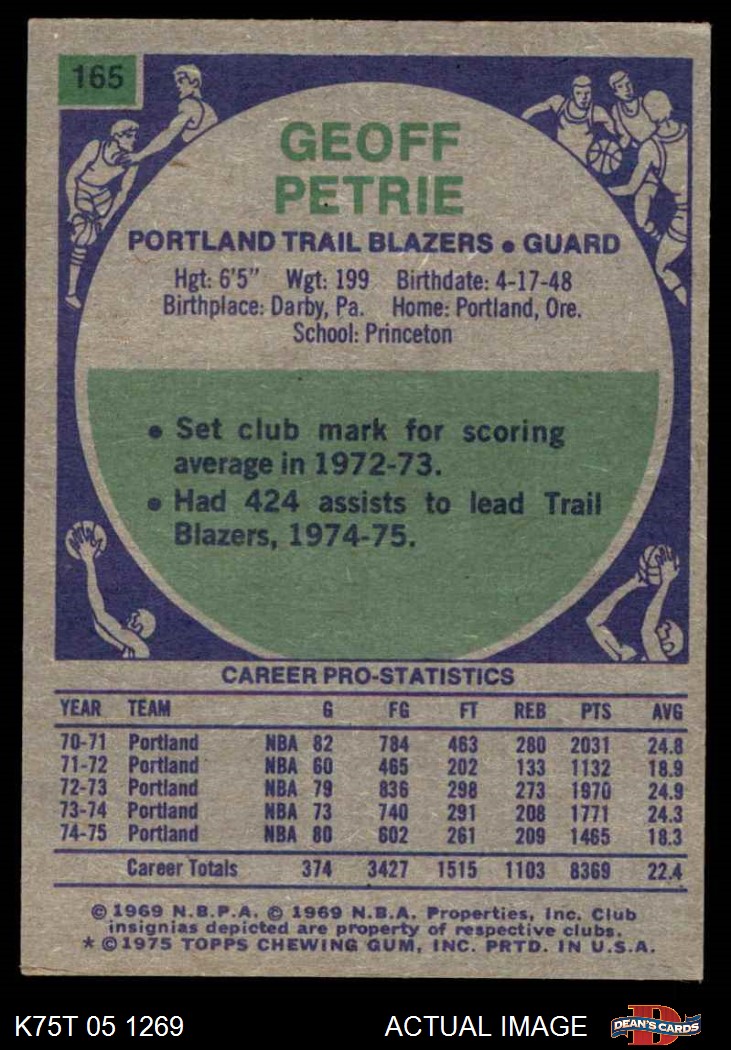 165
GEOFF
PETRIE
PORTLAND TRAIL BLAZERS • GUARD
Hgt: 6'5" Wgt: 199 Birthdate: 4-17-48
Birthplace: Darby, Pa. Home: Portland, Ore.
School: Princeton
• Set club mark for scoring
average in 1972-73.
• Had 424 assists to lead Trail
Blazers, 1974-75.
CAREER PRO-STATISTICS
YEAR TEAM G FG FT REB PTS AVG
70-71 Portland NBA 82 784 463 280 2031 24.8
71-72 Portland NBA 60 465 202 133 1132 18.9
72-73 Portland NBA 79 836 298 273 1970 24.9
73-74 Portland NBA 73 740 291 208 1771 24.3
74-75 Portland NBA 80 602 261 209 1465 18.3
Career Totals 374 3427 1515 1103 8369 22.4
© 1969 N.B.P.A. © 1969 N.B.A. Properties, Inc. Club
insignias depicted are property of respective clubs.
* © 1975 TOPPS CHEWING GUM, INC. PRTD. IN U.S.A.
K75T 05 1269 ACTUAL IMAGE
D
DEAN'S CARDS